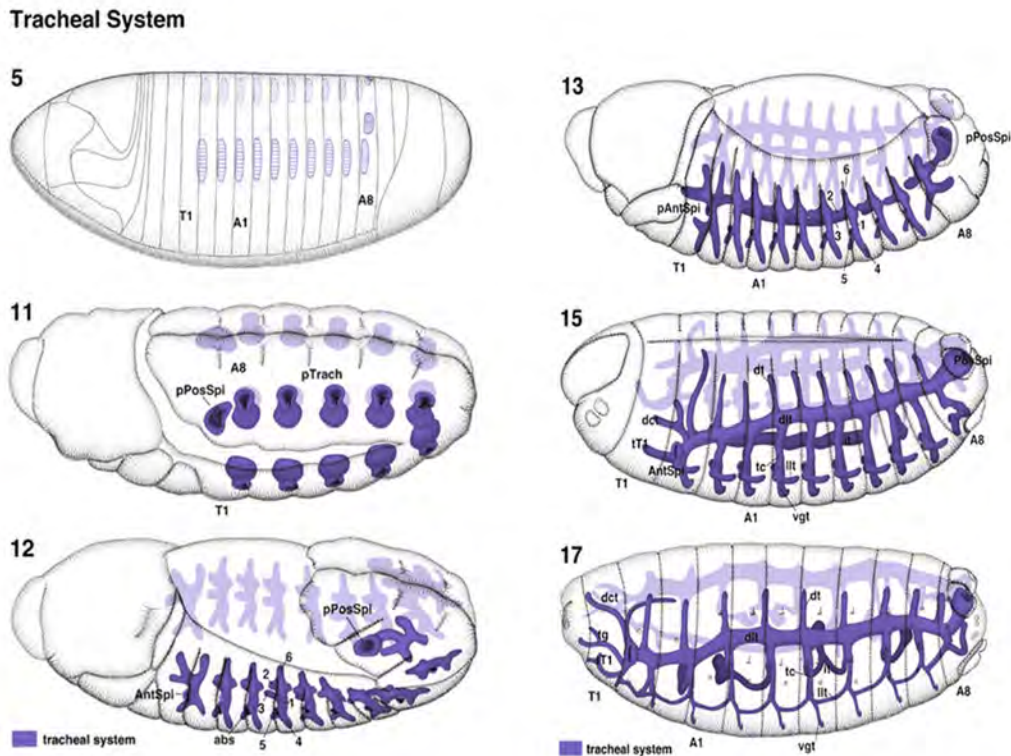 Tracheal System
5
T1
A1
A8
11
A8
pTrach
pPosSpi
T1
12
pPosSpi
6
2
AntSpi
3
1
abs
5
4
tracheal system
13
pPosSpi
6
2
pAntSpi
1
3
A8
T1
A1
5
4
15
PosSpi
dt
dct
dlt
tT1
AntSpi
tc
llt
A8
T1
A1
vgt
17
dct
dt
tg
dlt
tT1
tc
llt
T1
A8
A1
vgt
tracheal system